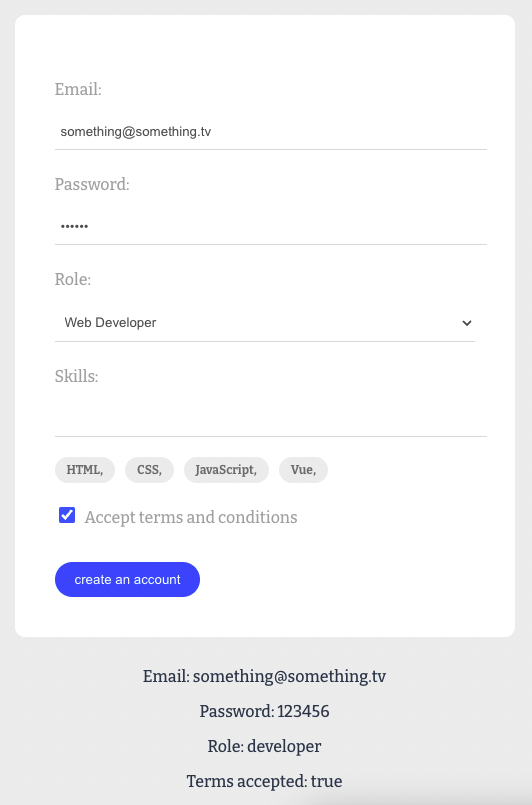 Email:
something@something.tv
Password:
••••••
Role:
Web Developer
Skills:
HTML, CSS, JavaScript, Vue,
Accept terms and conditions
create an account
Email: something@something.tv
Password: 123456
Role: developer
Terms accepted: true